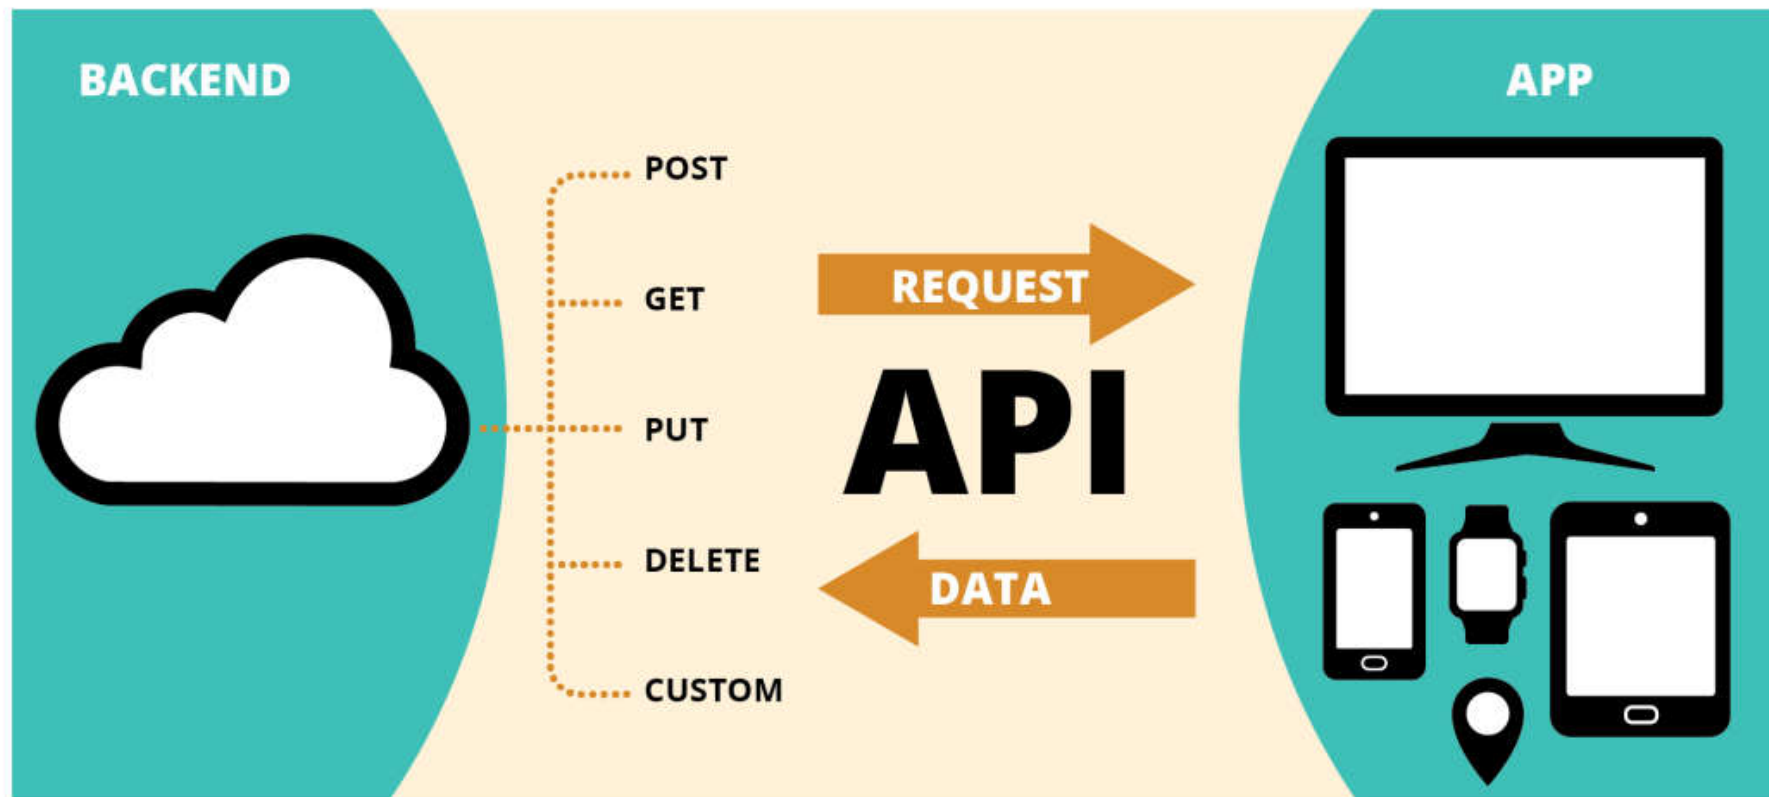 BACKEND
APP
POST
GET
PUT
DELETE
CUSTOM
REQUEST
API
DATA